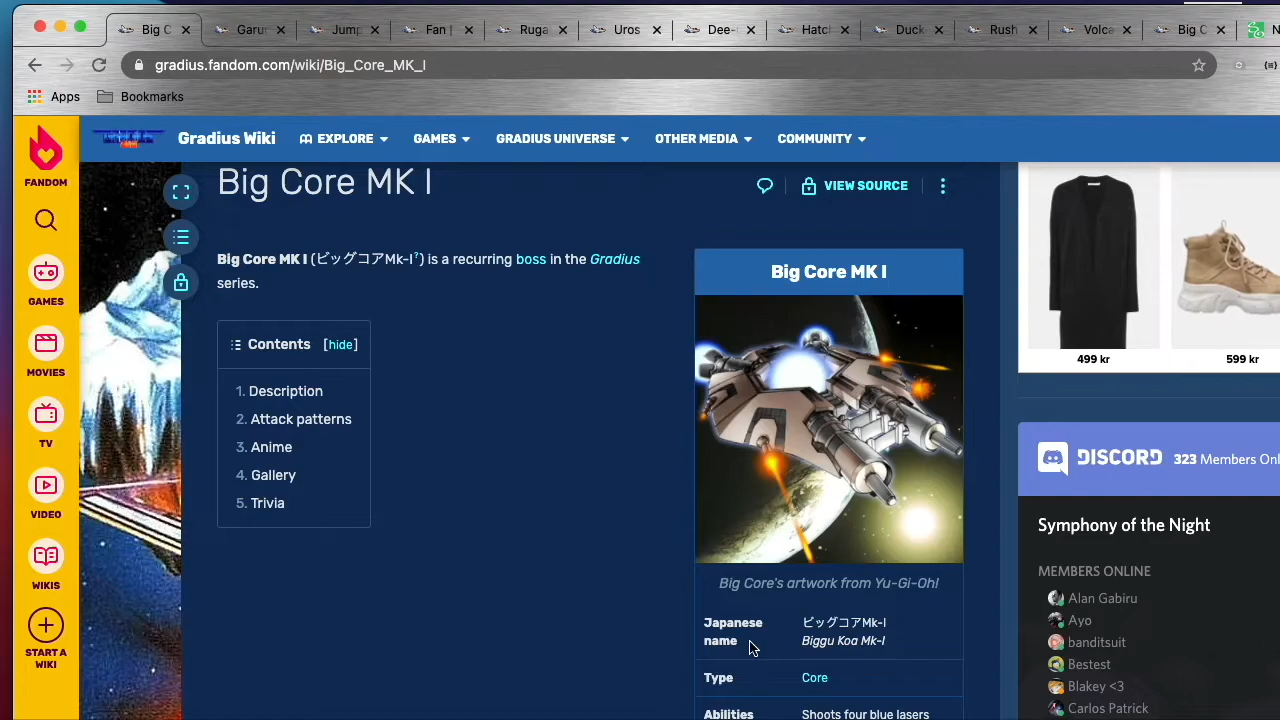 Big C
Garu
Jump
Fan |
Ruga
Uros
Dee-
Hatc
Duck
Rush
Volca
Big C
gradius.fandom.com/wiki/Big_Core_MK_I
Apps
Bookmarks
FANDOM
GAMES
MOVIES
TV
VIDEO
WIKIS
START A
WIKI
Gradius Wiki
EXPLORE
GAMES
GRADIUS UNIVERSE
OTHER MEDIA
COMMUNITY
Big Core MK I
VIEW SOURCE
Big Core MK I (ビッグコアMk-I?) is a recurring boss in the Gradius
series.
Contents [hide]
1. Description
2. Attack patterns
3. Anime
4. Gallery
5. Trivia
Big Core MK I
Big Core's artwork from Yu-Gi-Oh!
Japanese
name
ビッグコアMk-I
Biggu Koa Mk-I
Type
Core
Abilities
Shoots four blue lasers
499 kr
599 kr
DISCORD
323 Members Onl
Symphony of the Night
MEMBERS ONLINE
Alan Gabiru
Ayo
banditsuit
Bestest
Blakey <3
Carlos Patrick